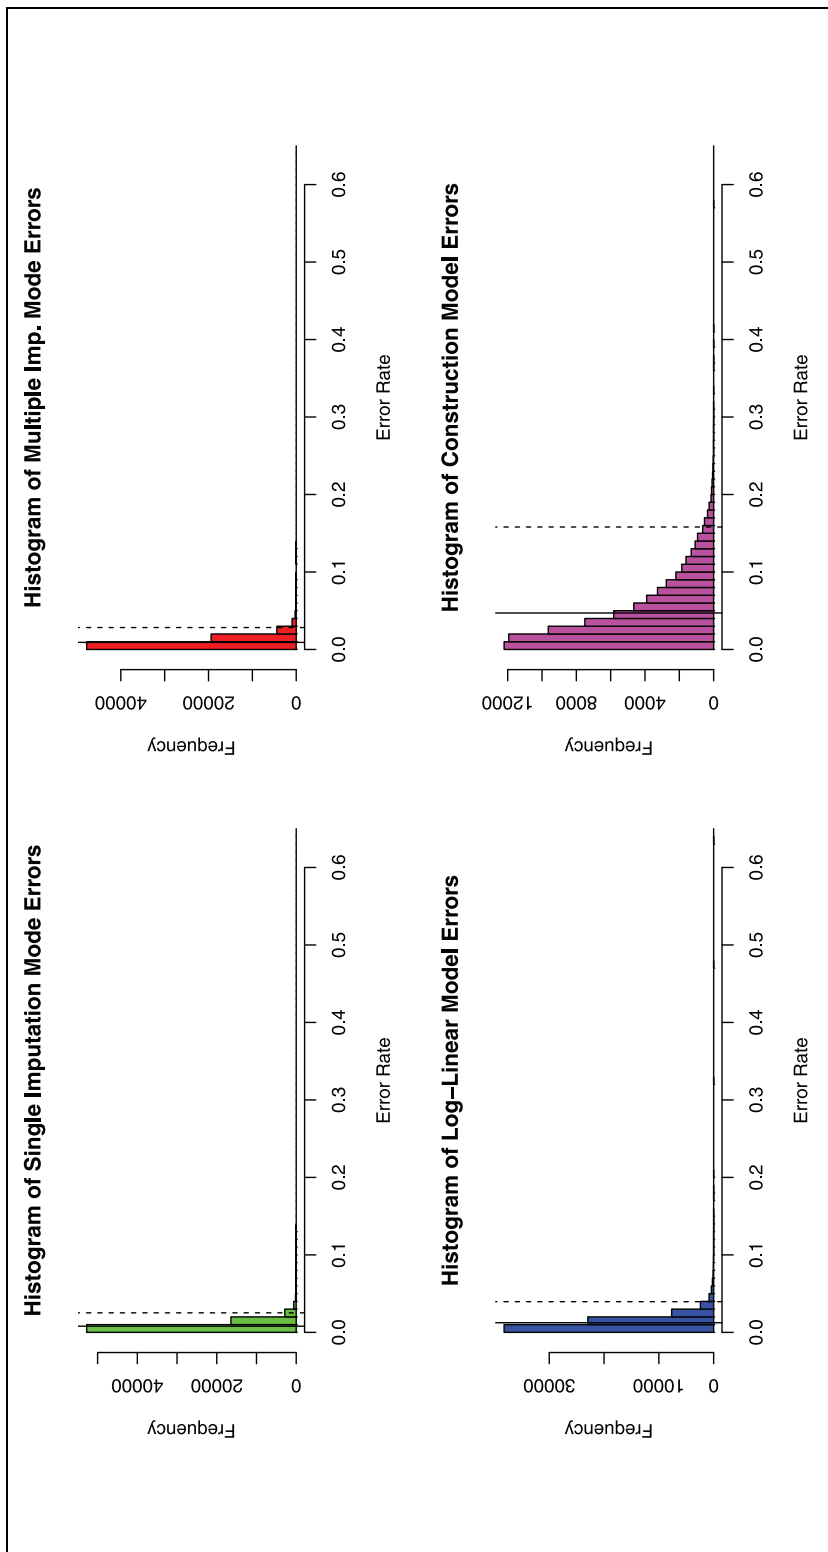 Histogram of Single Imputation Mode Errors
Frequency
0 20000 40000
0.0 0.1 0.2 0.3 0.4 0.5 0.6
Error Rate
Histogram of Multiple Imp. Mode Errors
Frequency
0 20000 40000
0.0 0.1 0.2 0.3 0.4 0.5 0.6
Error Rate
Histogram of Log−Linear Model Errors
Frequency
0 10000 30000
0.0 0.1 0.2 0.3 0.4 0.5 0.6
Error Rate
Histogram of Construction Model Errors
Frequency
0 4000 8000 12000
0.0 0.1 0.2 0.3 0.4 0.5 0.6
Error Rate